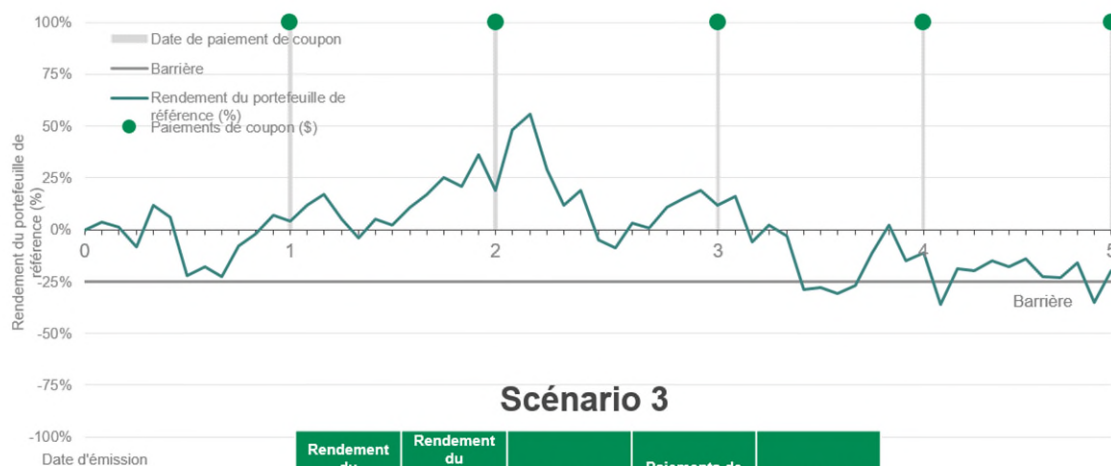 100%
Date de paiement de coupon
75%
Barrière
Rendement du portefeuille de
référence (%)
50%
Paiements de coupon ($)
25%
Rendement du portefeuille de
référence (%)
0%
0 1 2 3 4 5
-25%
Barrière
-50%
-75%
Scénario 3
-100%
Date d'émission
Rendement
du
Rendement
du
Paiements de